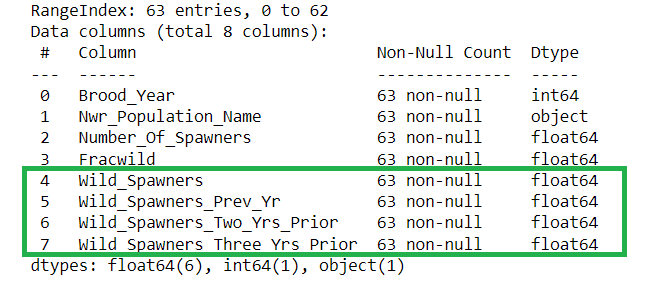 RangeIndex: 63 entries, 0 to 62
Data columns (total 8 columns):
 #   Column                        Non-Null Count  Dtype
---  ------                        --------------  -----
 0   Brood_Year                    63 non-null     int64
 1   Nwr_Population_Name           63 non-null     object
 2   Number_Of_Spawners            63 non-null     float64
 3   Fracwild                      63 non-null     float64
 4   Wild_Spawners                 63 non-null     float64
 5   Wild_Spawners_Prev_Yr         63 non-null     float64
 6   Wild_Spawners_Two_Yrs_Prior   63 non-null     float64
 7   Wild_Spawners_Three_Yrs_Prior 63 non-null     float64
dtypes: float64(6), int64(1), object(1)